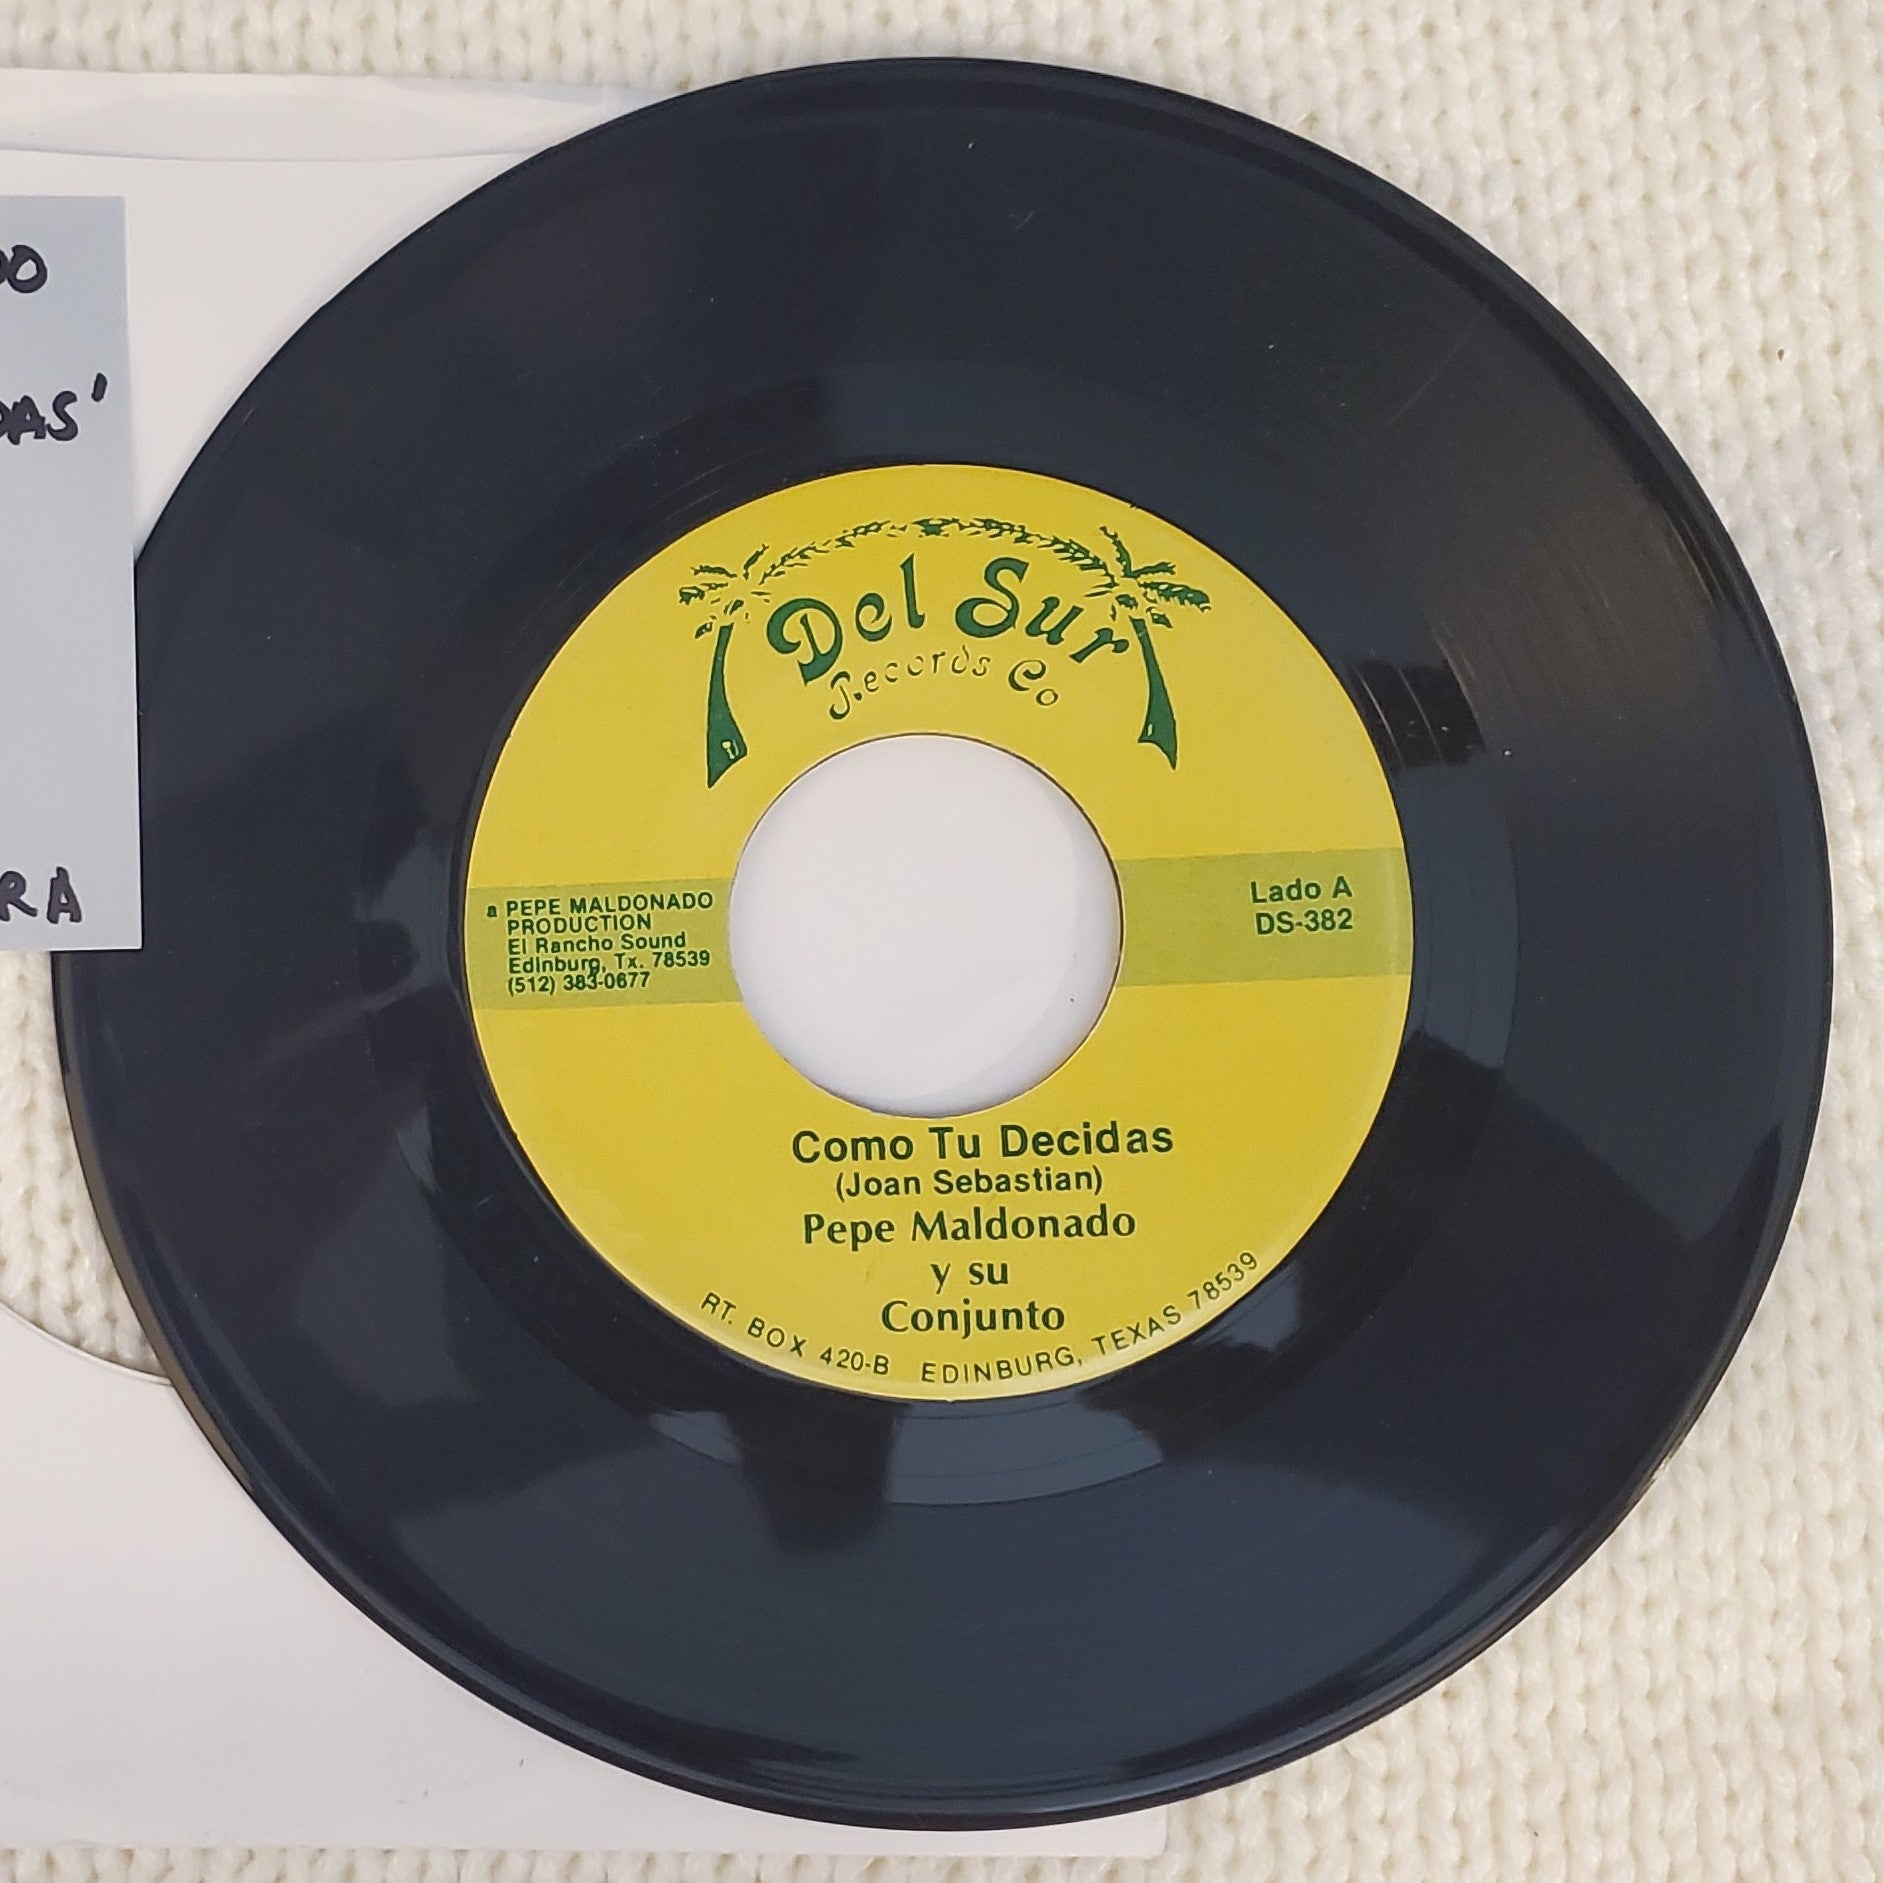 Del Sur
Records Co
a PEPE MALDONADO
PRODUCTION
El Rancho Sound
Edinburg, Tx. 78539
(512) 383-0677
Lado A
DS-382
Como Tu Decidas
(Joan Sebastian)
Pepe Maldonado
y su
Conjunto
RT. BOX 420-B EDINBURG, TEXAS 78539